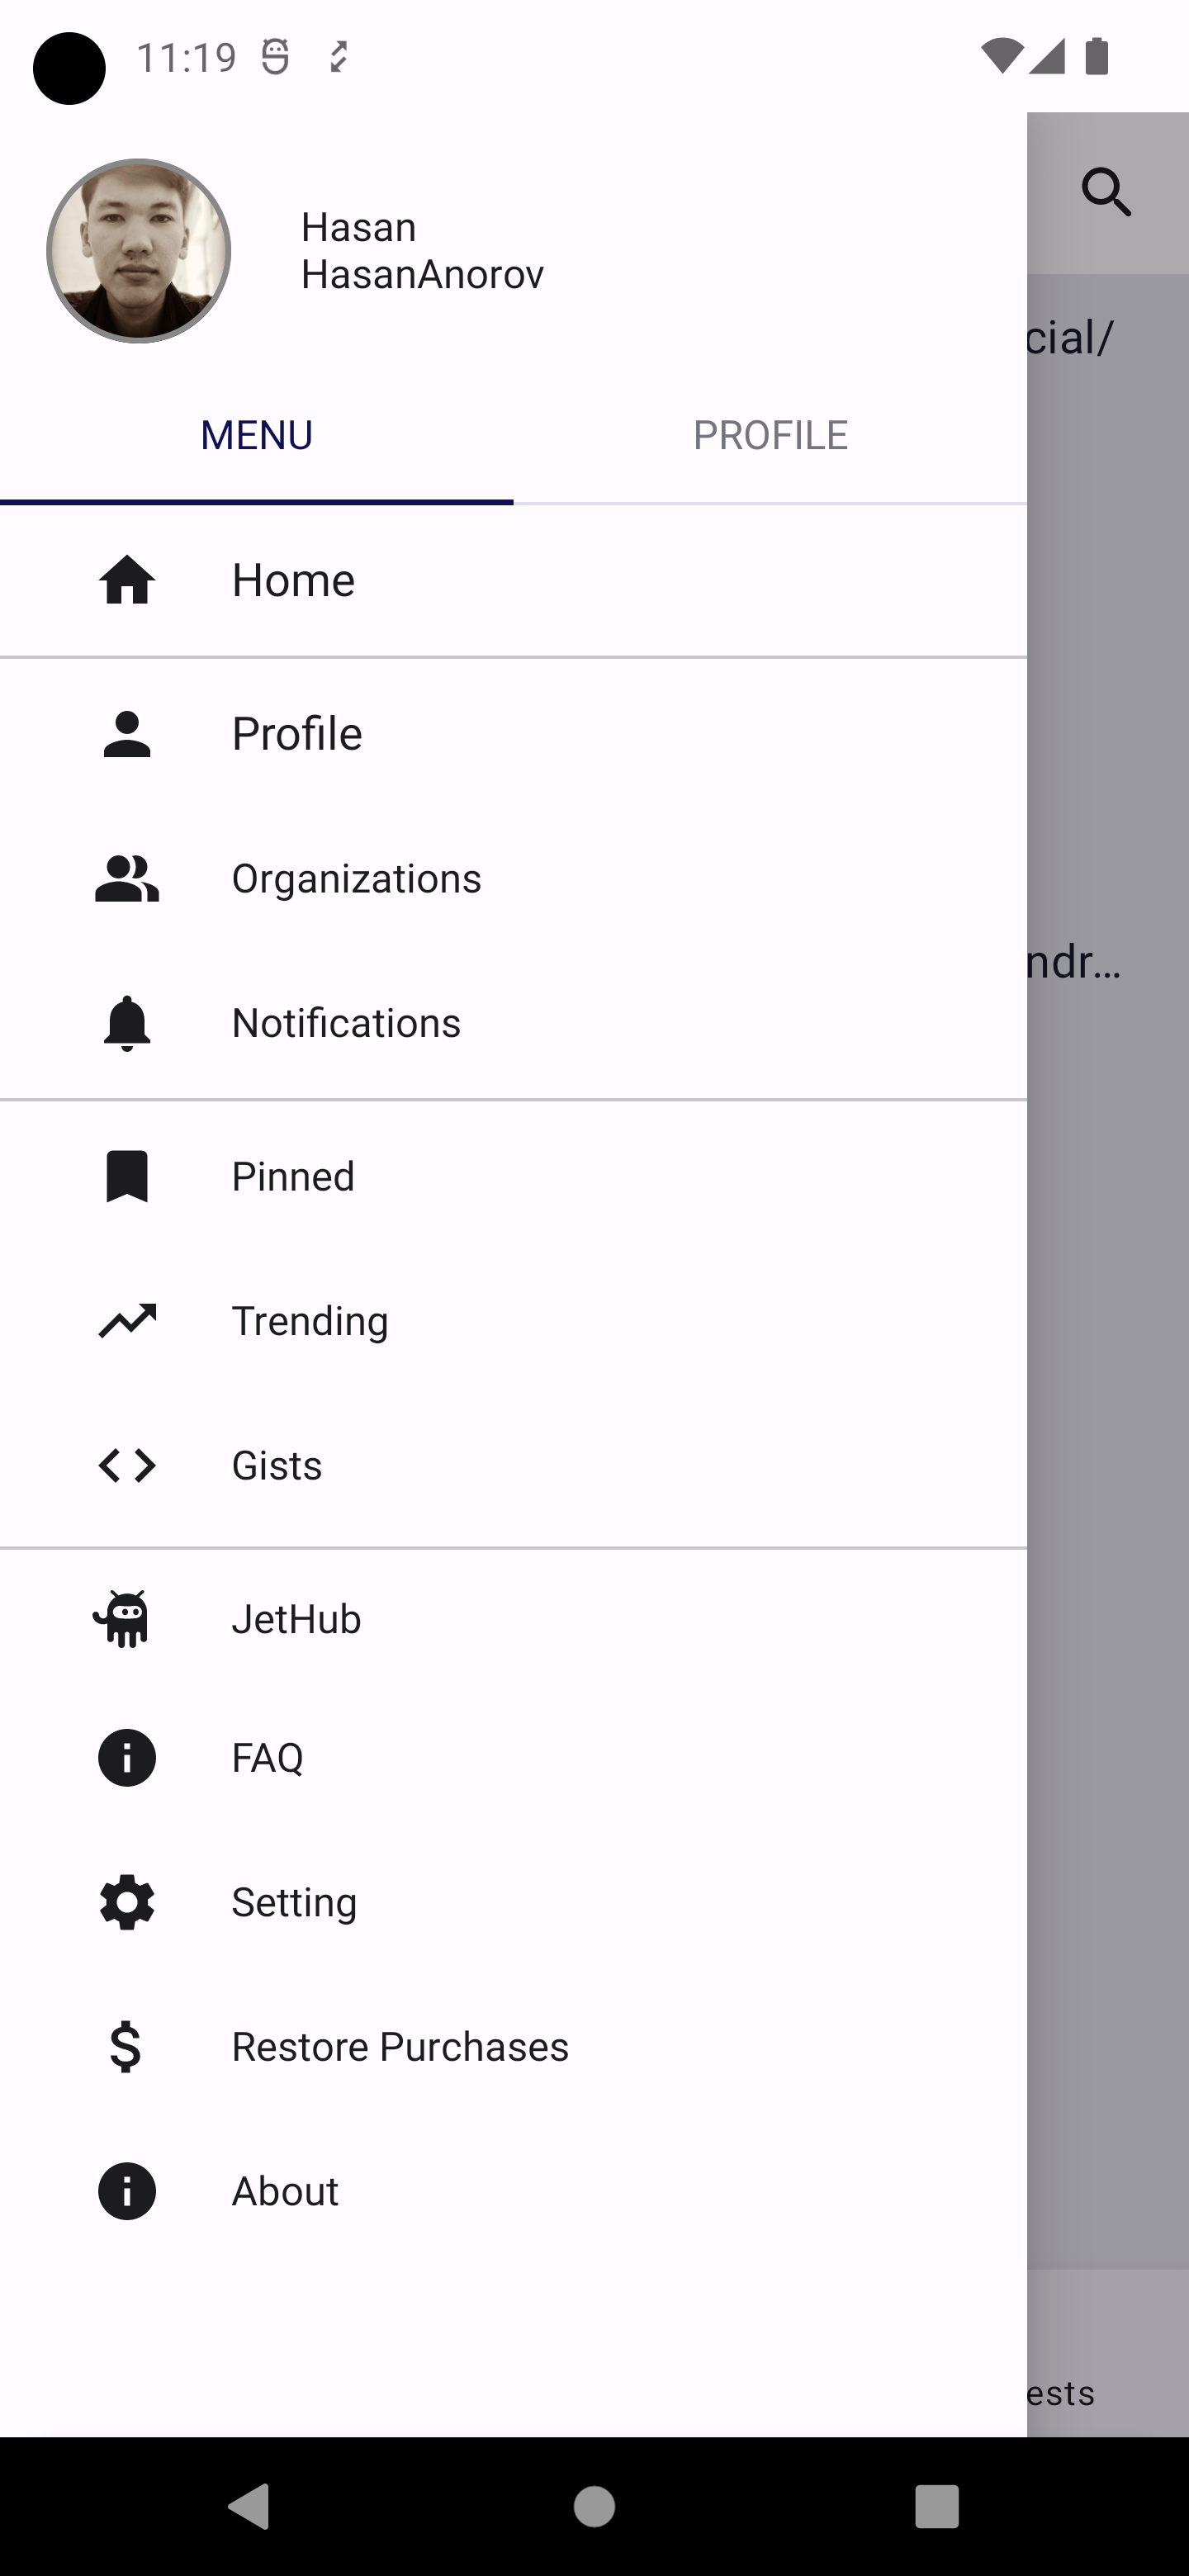 11:19
Hasan
HasanAnorov
cial/
MENU
PROFILE
Home
Profile
Organizations
ndr...
Notifications
Pinned
Trending
Gists
JetHub
FAQ
Setting
Restore Purchases
About
ests